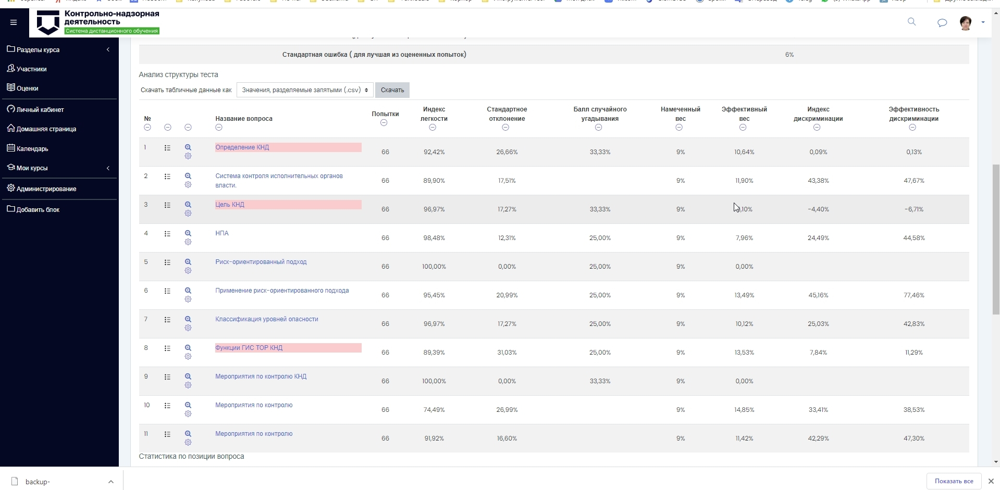 Контрольно-надзорная
деятельность
Система дистанционного обучения
Разделы курса
Участники
Оценки
Личный кабинет
Домашняя страница
Календарь
Мои курсы
Администрирование
Добавить блок
Стандартная ошибка ( для лучшая из оцененных попыток) 6%
Анализ структуры теста
Скачать табличные данные как Значения, разделяемые запятыми (.csv) Скачать
№ Название вопроса Попытки Индекс легкости Стандартное отклонение Балл случайного угадывания Намеченный вес Эффективный вес Индекс дискриминации Эффективность дискриминации
1 Определение КНД 66 92,42% 26,66% 33,33% 9% 10,64% 0,09% 0,13%
2 Система контроля исполнительных органов
власти. 66 89,90% 17,51% 9% 11,90% 43,38% 47,67%
3 Цель КНД 66 96,97% 17,27% 33,33% 9% ,10% -4,40% -6,71%
4 НПА 66 98,48% 12,31% 25,00% 9% 7,96% 24,49% 44,58%
5 Риск-ориентированный подход 66 100,00% 0,00% 25,00% 9% 0,00%
6 Применение риск-ориентированного подхода 66 95,45% 20,99% 25,00% 9% 13,49% 45,16% 77,46%
7 Классификация уровней опасности 66 96,97% 17,27% 25,00% 9% 10,12% 25,03% 42,83%
8 Функции ГИС ТОР КНД 66 89,39% 31,03% 25,00% 9% 13,53% 7,84% 11,29%
9 Мероприятия по контролю КНД 66 100,00% 0,00% 33,33% 9% 0,00%
10 Мероприятия по контролю 66 74,49% 26,99% 9% 14,85% 33,41% 38,53%
11 Мероприятия по контролю 66 91,92% 16,60% 9% 11,42% 42,29% 47,30%
Статистика по позиции вопроса
backup-
Показать все